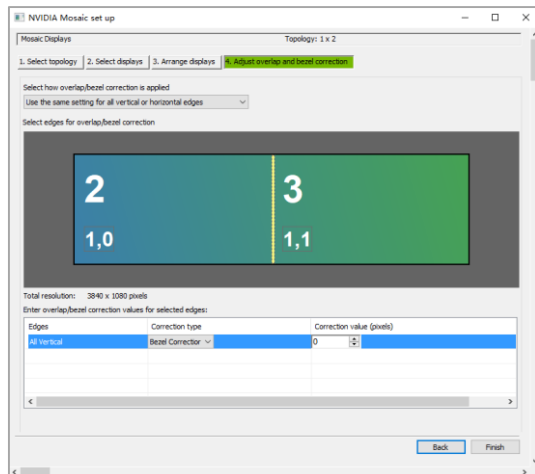 NVIDIA Mosaic set up
Mosaic Displays Topology: 1 x 2
1. Select topology 2. Select displays 3. Arrange displays 4. Adjust overlap and bezel correction
Select how overlap/bezel correction is applied
Use the same setting for all vertical or horizontal edges
Select edges for overlap/bezel correction
2 3
1,0 1,1
Total resolution: 3840 x 1080 pixels
Enter overlap/bezel correction values for selected edges:
Edges Correction type Correction value (pixels)
All Vertical Bezel Correctior 0
Back Finish